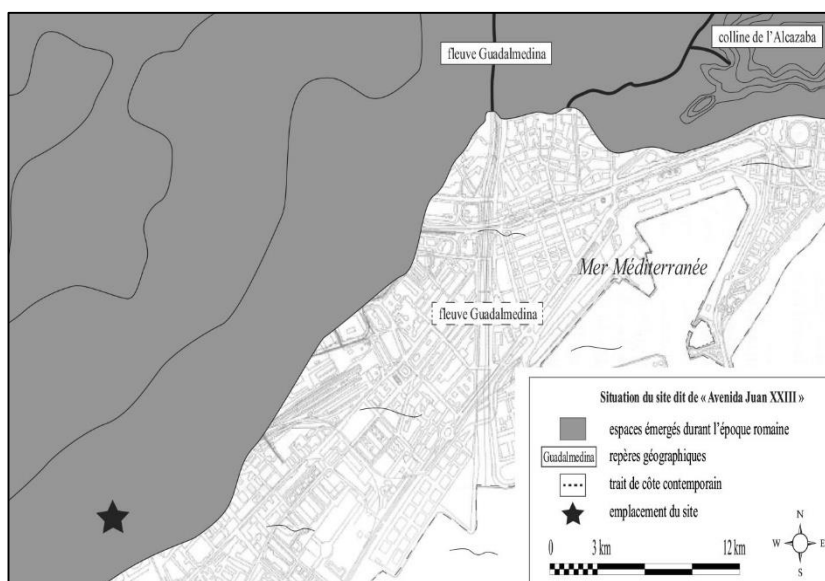 fleuve Guadalmedina
colline de l'Alcazaba
Mer Méditerranée
fleuve Guadalmedina
Situation du site dit de « Avenida Juan XXIII »
espaces émergés durant l'époque romaine
Guadalmedina
repères géographiques
trait de côte contemporain
emplacement du site
0 3 km 12 km
N
W E
S